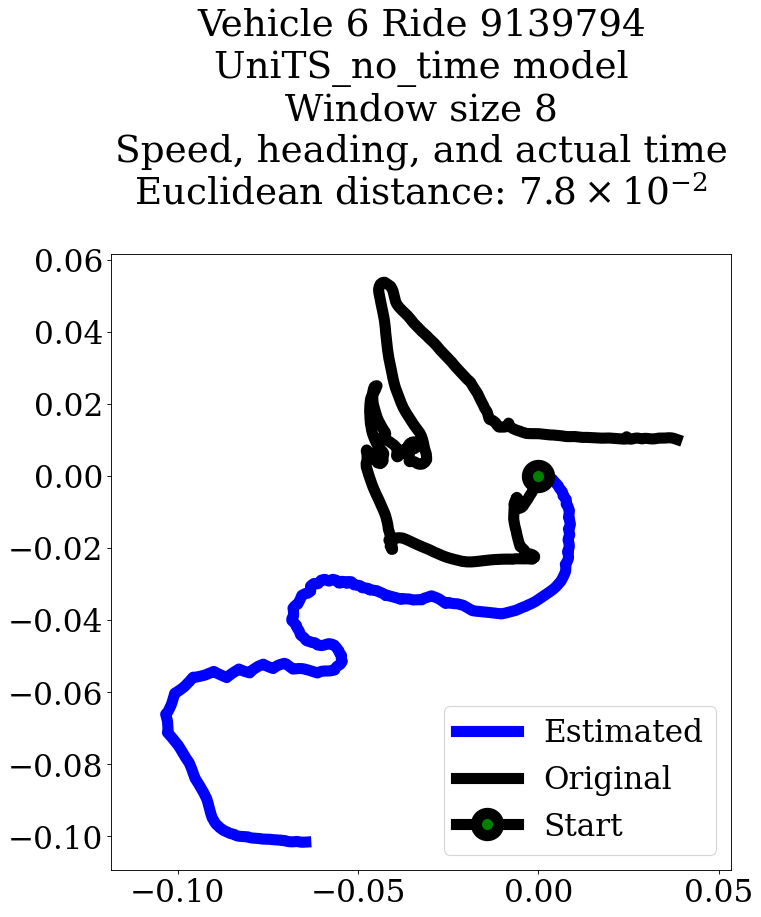 Vehicle 6 Ride 9139794
UniTS_no_time model
Window size 8
Speed, heading, and actual time
Euclidean distance: 7.8 × 10⁻²
0.06
0.04
0.02
0.00
−0.02
−0.04
−0.06
−0.08
−0.10
Estimated
Original
Start
−0.10
−0.05
0.00
0.05